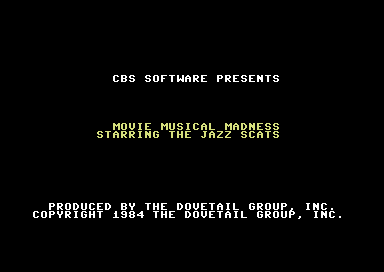 CBS SOFTWARE PRESENTS
MOVIE MUSICAL MADNESS
STARRING THE JAZZ SCATS
PRODUCED BY THE DOVETAIL GROUP, INC.
COPYRIGHT 1984 THE DOVETAIL GROUP, INC.